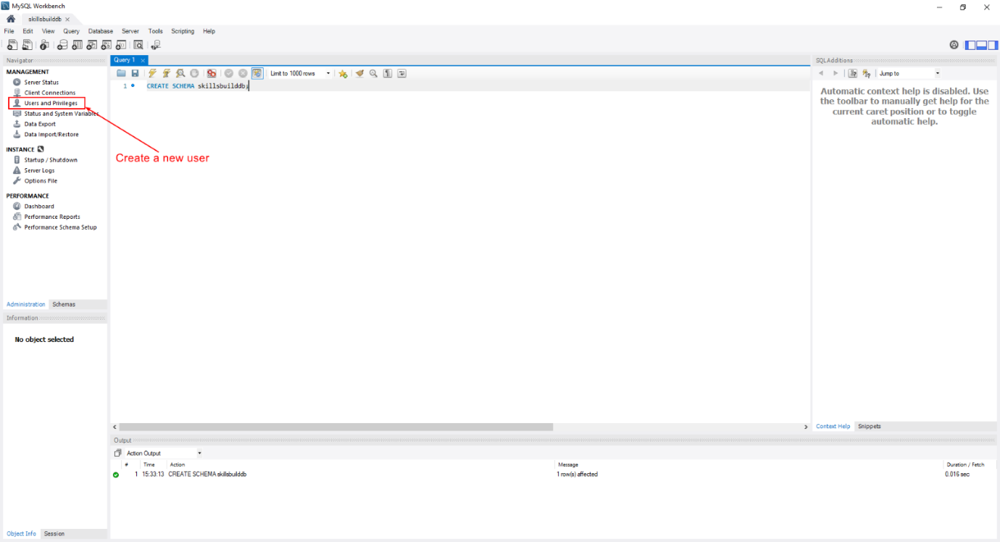 MySQL Workbench
skillsbuilddb
File Edit View Query Database Server Tools Scripting Help
Navigator
MANAGEMENT
Server Status
Client Connections
Users and Privileges
Status and System Variables
Data Export
Data Import/Restore
INSTANCE
Startup / Shutdown
Server Logs
Options File
PERFORMANCE
Dashboard
Performance Reports
Performance Schema Setup
Administration Schemas
Information
No object selected
Object Info Session
Query 1
Limit to 1000 rows
1 CREATE SCHEMA skillsbuilddb;
Create a new user
Output
Action Output
# Time Action Message Duration / Fetch
1 15:33:13 CREATE SCHEMA skillsbuilddb 1 row(s) affected 0.016 sec
SQLAdditions
Jump to
Automatic context help is disabled. Use
the toolbar to manually get help for the
current caret position or to toggle
automatic help.
Context Help Snippets